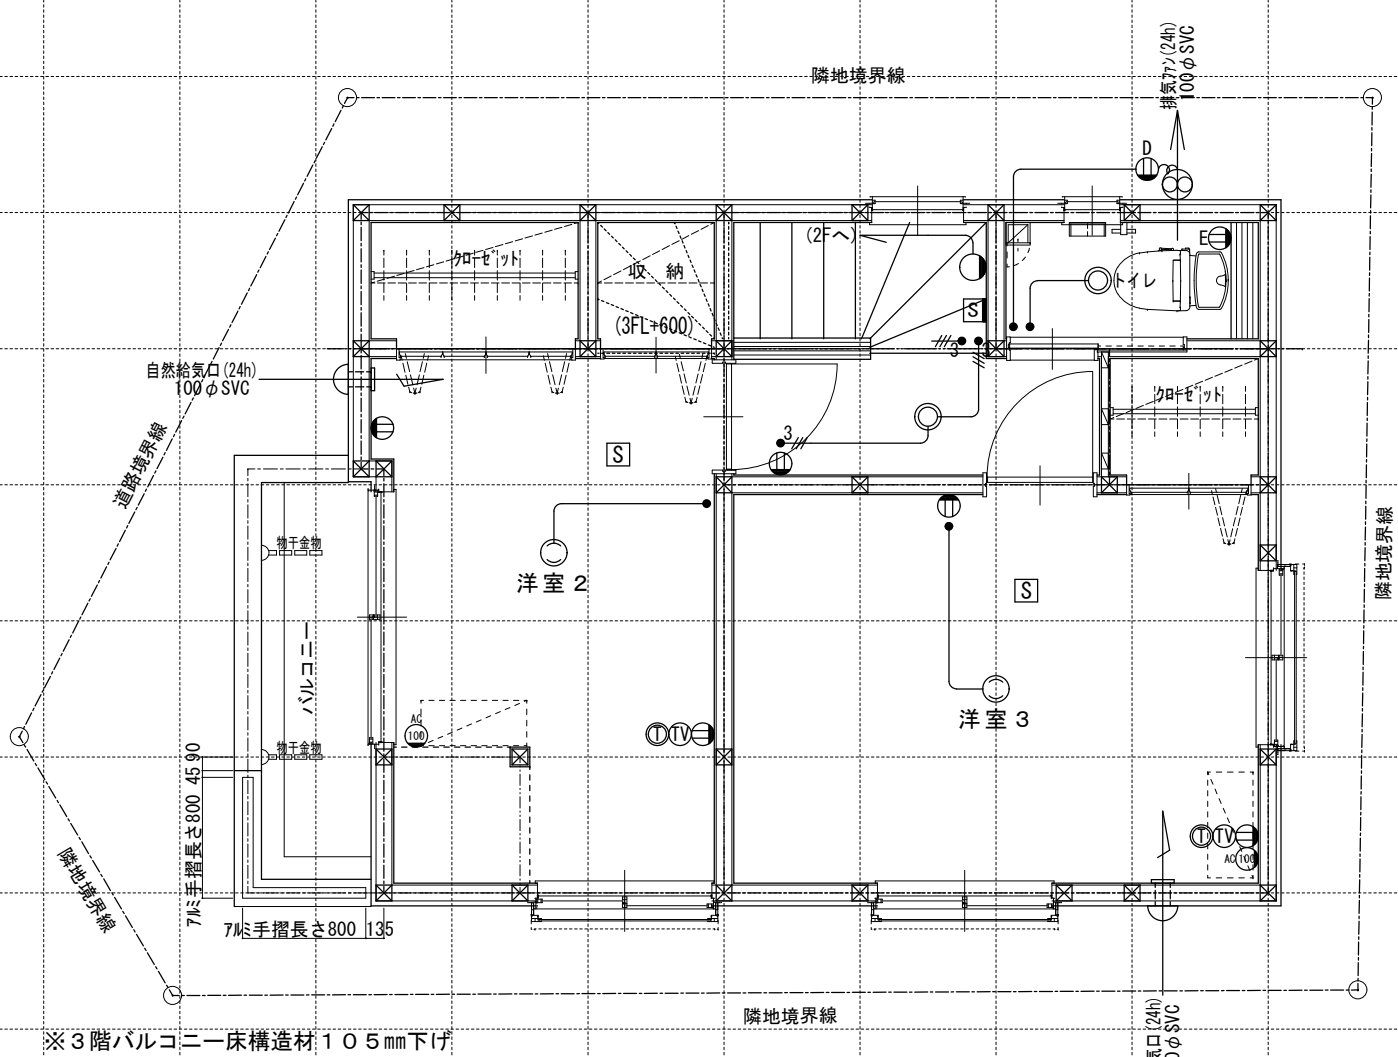 排気ファン(24h)
100φSVC
隣地境界線
D
(2Fへ)
E
クローゼット
収 納
トイレ
S
(3FL+600)
3
自然給気口(24h)
100φSVC
クローゼット
3
S
道路境界線
隣地境界線
物干金物
洋室2
S
バルコニー
洋室3
AC
100
T TV
物干金物
アルミ手摺長さ800 45 90
T TV
AC 100
隣地境界線
アルミ手摺長さ800 135
隣地境界線
気口(24h)
φSVC
※3階バルコニー床構造材105mm下げ